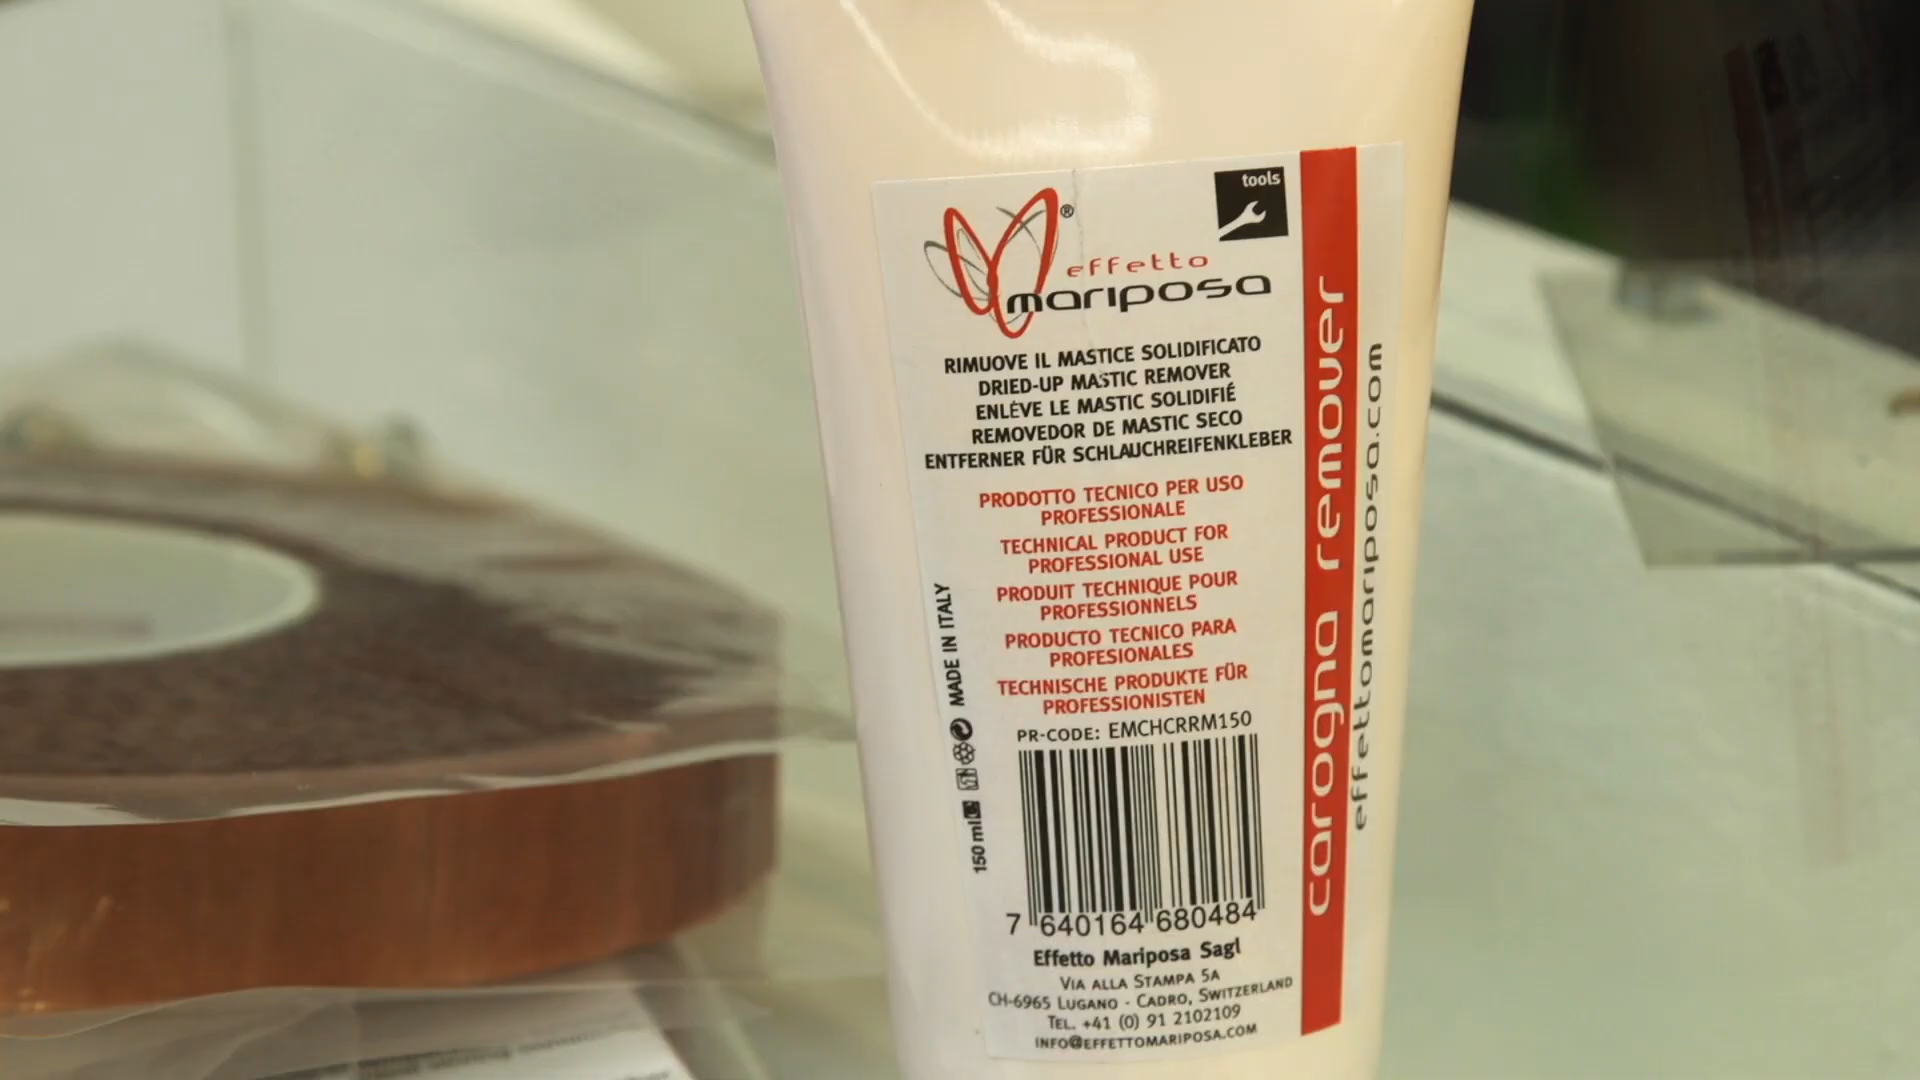 tools
®
effetto
mariposa
RIMUOVE IL MASTICE SOLIDIFICATO
DRIED-UP MASTIC REMOVER
ENLÈVE LE MASTIC SOLIDIFIÉ
REMOVEDOR DE MASTIC SECO
ENTFERNER FÜR SCHLAUCHREIFENKLEBER
PRODOTTO TECNICO PER USO
PROFESSIONALE
TECHNICAL PRODUCT FOR
PROFESSIONAL USE
PRODUIT TECHNIQUE POUR
PROFESSIONNELS
PRODUCTO TECNICO PARA
PROFESIONALES
TECHNISCHE PRODUKTE FÜR
PROFESSIONISTEN
PR-CODE: EMCHCRRM150
7 640164 680484
Effetto Mariposa Sagl
VIA ALLA STAMPA 5A
CH-6965 LUGANO - CADRO, SWITZERLAND
TEL. +41 (0) 91 2102109
INFO@EFFETTOMARIPOSA.COM
150 ml
MADE IN ITALY
carogna remover
effettomariposa.com